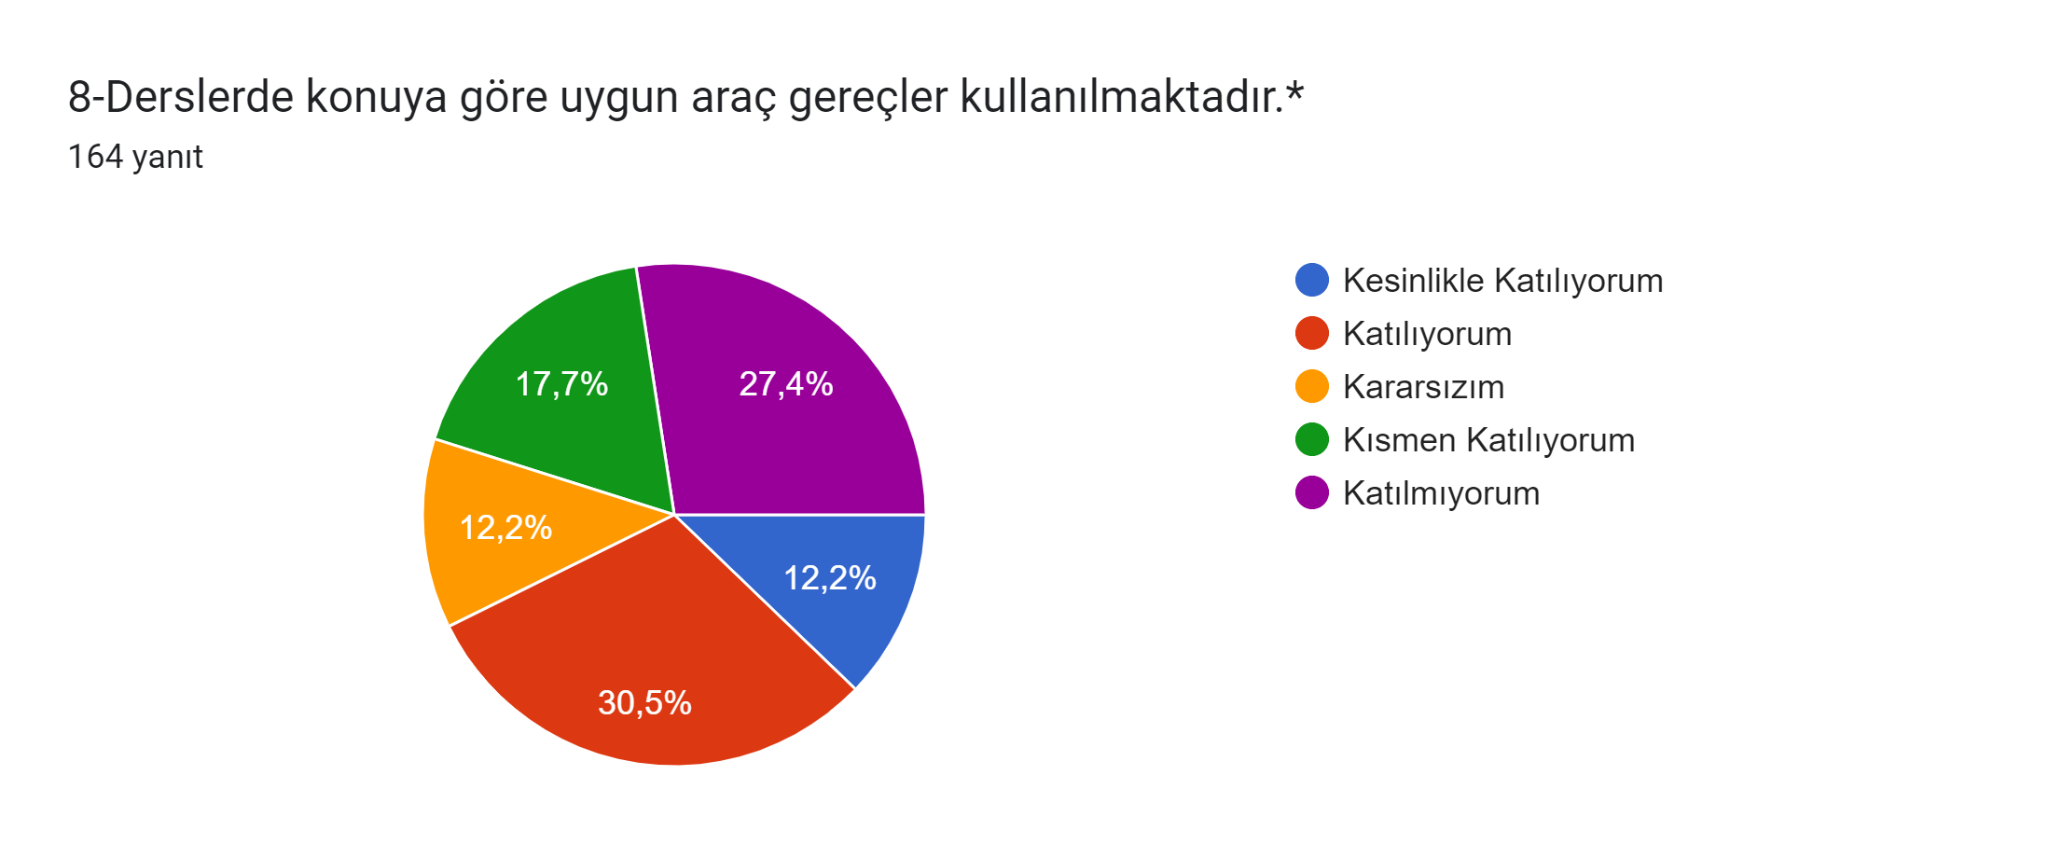 8-Derslerde konuya göre uygun araç gereçler kullanılmaktadır.*
164 yanıt
Kesinlikle Katılıyorum
Katılıyorum
Kararsızım
Kısmen Katılıyorum
Katılmıyorum
17,7%
27,4%
12,2%
12,2%
30,5%